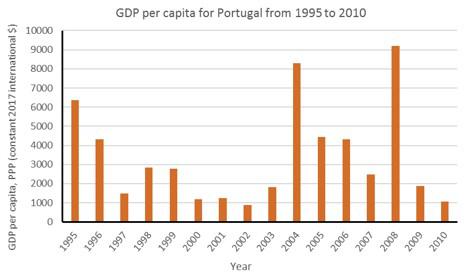 GDP per capita for Portugal from 1995 to 2010
GDP per capita, PPP (constant 2017 international $)
10000
9000
8000
7000
6000
5000
4000
3000
2000
1000
0
1995 1996 1997 1998 1999 2000 2001 2002 2003 2004 2005 2006 2007 2008 2009 2010
Year